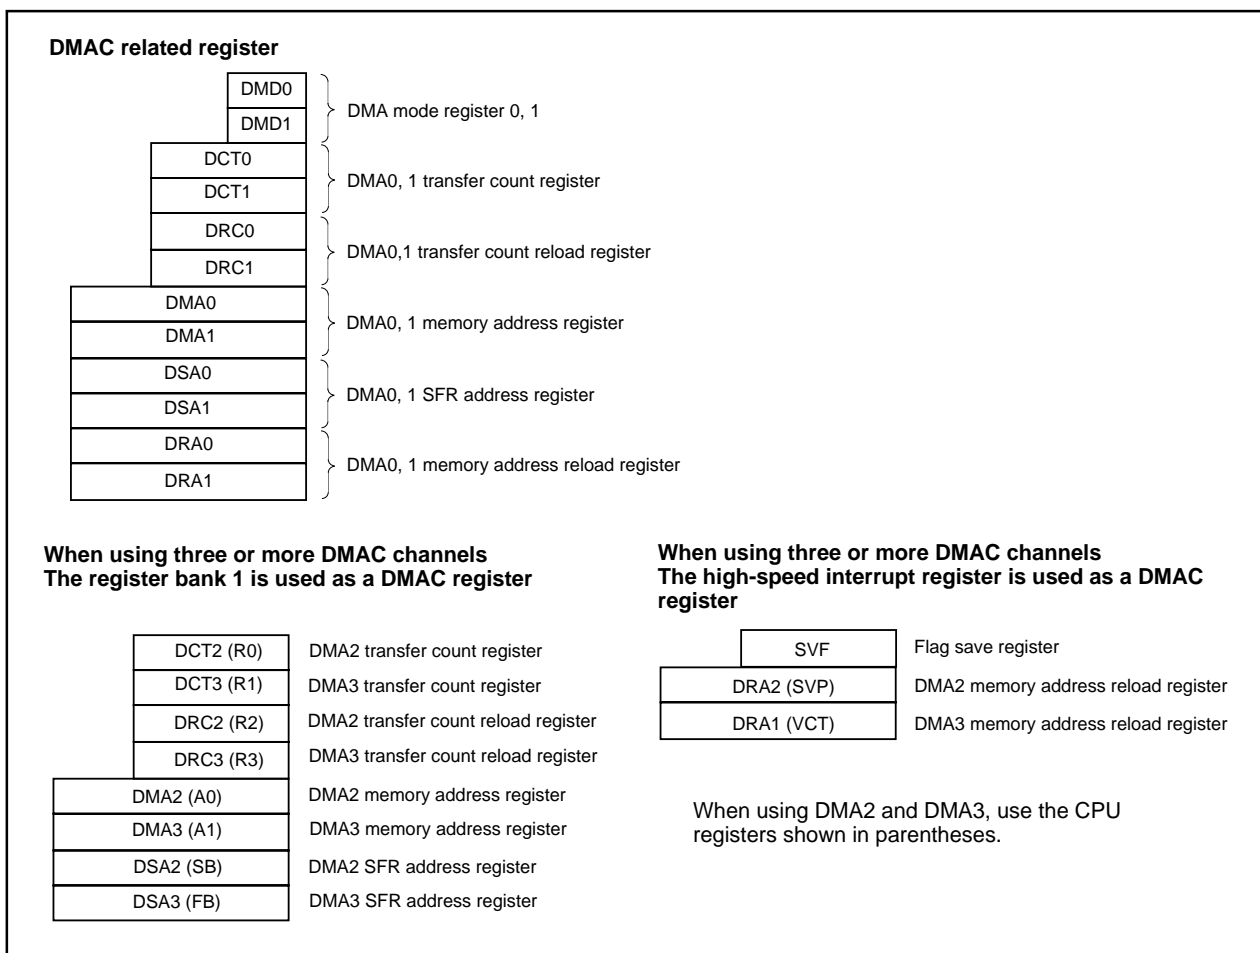 DMAC related register
DMD0
DMD1
DMA mode register 0, 1
DCT0
DCT1
DMA0, 1 transfer count register
DRC0
DRC1
DMA0,1 transfer count reload register
DMA0
DMA1
DMA0, 1 memory address register
DSA0
DSA1
DMA0, 1 SFR address register
DRA0
DRA1
DMA0, 1 memory address reload register
When using three or more DMAC channels
The register bank 1 is used as a DMAC register
DCT2 (R0) DMA2 transfer count register
DCT3 (R1) DMA3 transfer count register
DRC2 (R2) DMA2 transfer count reload register
DRC3 (R3) DMA3 transfer count reload register
DMA2 (A0) DMA2 memory address register
DMA3 (A1) DMA3 memory address register
DSA2 (SB) DMA2 SFR address register
DSA3 (FB) DMA3 SFR address register
When using three or more DMAC channels
The high-speed interrupt register is used as a DMAC
register
SVF Flag save register
DRA2 (SVP) DMA2 memory address reload register
DRA1 (VCT) DMA3 memory address reload register
When using DMA2 and DMA3, use the CPU
registers shown in parentheses.